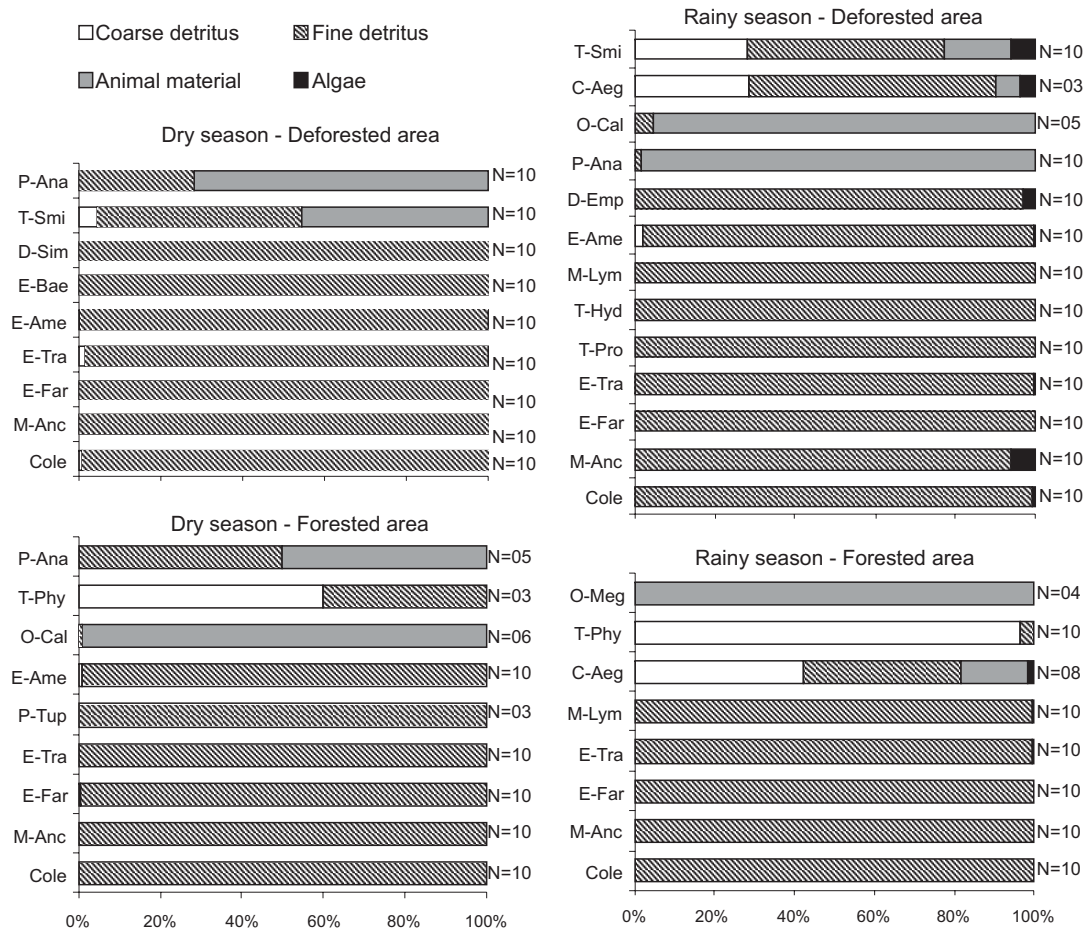 Coarse detritus Fine detritus
Animal material Algae
Dry season - Deforested area
P-Ana N=10
T-Smi N=10
D-Sim N=10
E-Bae N=10
E-Ame N=10
E-Tra N=10
E-Far N=10
M-Anc N=10
Cole N=10
Dry season - Forested area
P-Ana N=05
T-Phy N=03
O-Cal N=06
E-Ame N=10
P-Tup N=03
E-Tra N=10
E-Far N=10
M-Anc N=10
Cole N=10
0% 20% 40% 60% 80% 100%
Rainy season - Deforested area
T-Smi N=10
C-Aeg N=03
O-Cal N=05
P-Ana N=10
D-Emp N=10
E-Ame N=10
M-Lym N=10
T-Hyd N=10
T-Pro N=10
E-Tra N=10
E-Far N=10
M-Anc N=10
Cole N=10
Rainy season - Forested area
O-Meg N=04
T-Phy N=10
C-Aeg N=08
M-Lym N=10
E-Tra N=10
E-Far N=10
M-Anc N=10
Cole N=10
0% 20% 40% 60% 80% 100%